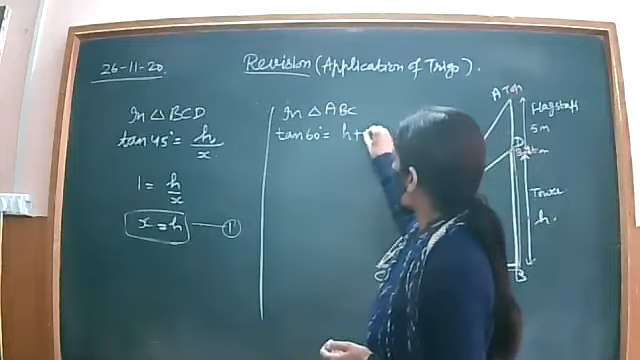 26-11-20
Revision (Application of Trigo).
In △ BCD
tan 45° = h/x
1 = h/x
x = h — ①
In △ ABC
tan 60° = h+
A Top
Flagstaff
5m
D
Tower
h.
C
B